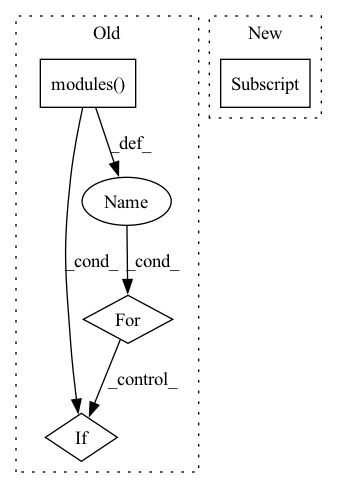 Old
New
modules()
Subscript
_def_
Name
_cond_
_cond_
For
_control_
If